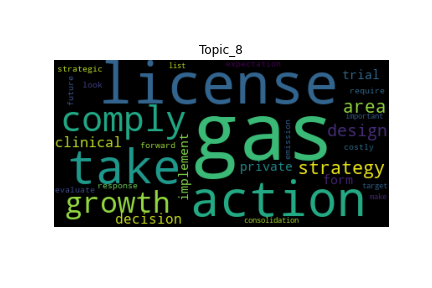 Topic_8
strategic
list
expectation
future
look
license
trial
require
comply
gas
area
important
design
clinical
forward
implement
emission
take
private
strategy
costly
evaluate
response
form
target
growth
action
make
decision
consolidation